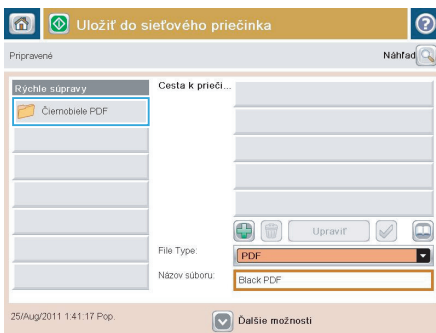 Uložiť do sieťového priečinka
Pripravené
Náhľad
Rýchle súpravy
Čiernobiele PDF
Cesta k prieči...
Upraviť
File Type:
PDF
Názov súboru:
Black PDF
25/Aug/2011 1:41:17 Pop.
Ďalšie možnosti